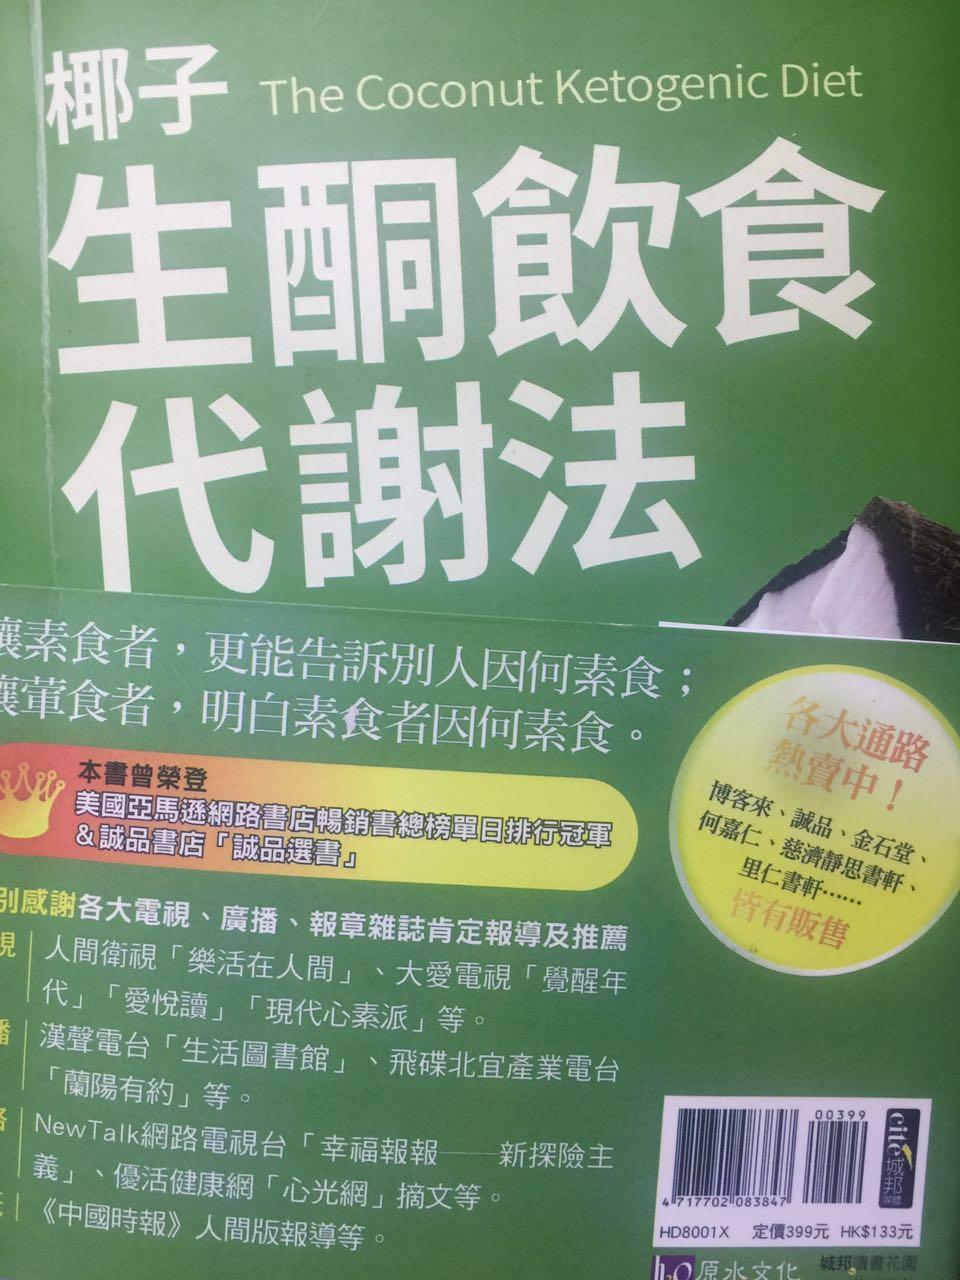 椰子 The Coconut Ketogenic Diet
生酮飲食
代謝法
讓素食者，更能告訴別人因何素食；
讓葷食者，明白素食者因何素食。
各大通路
熱賣中！
博客來、誠品、金石堂、
何嘉仁、慈濟靜思書軒、
里仁書軒……
皆有販售
本書曾榮登
美國亞馬遜網路書店暢銷書總榜單日排行冠軍
&誠品書店「誠品選書」
別感謝各大電視、廣播、報章雜誌肯定報導及推薦
視
人間衛視「樂活在人間」、大愛電視「覺醒年
代」「愛悅讀」「現代心素派」等。
播
漢聲電台「生活圖書館」、飛碟北宜產業電台
「蘭陽有約」等。
路
NewTalk網路電視台「幸福報報——新探險主
義」、優活健康網「心光網」摘文等。
《中國時報》人間版報導等。
00399
4 717702 083847
cité城邦
媒體
HD8001X 定價399元 HK$133元
h2o 原水文化 城邦讀書花園